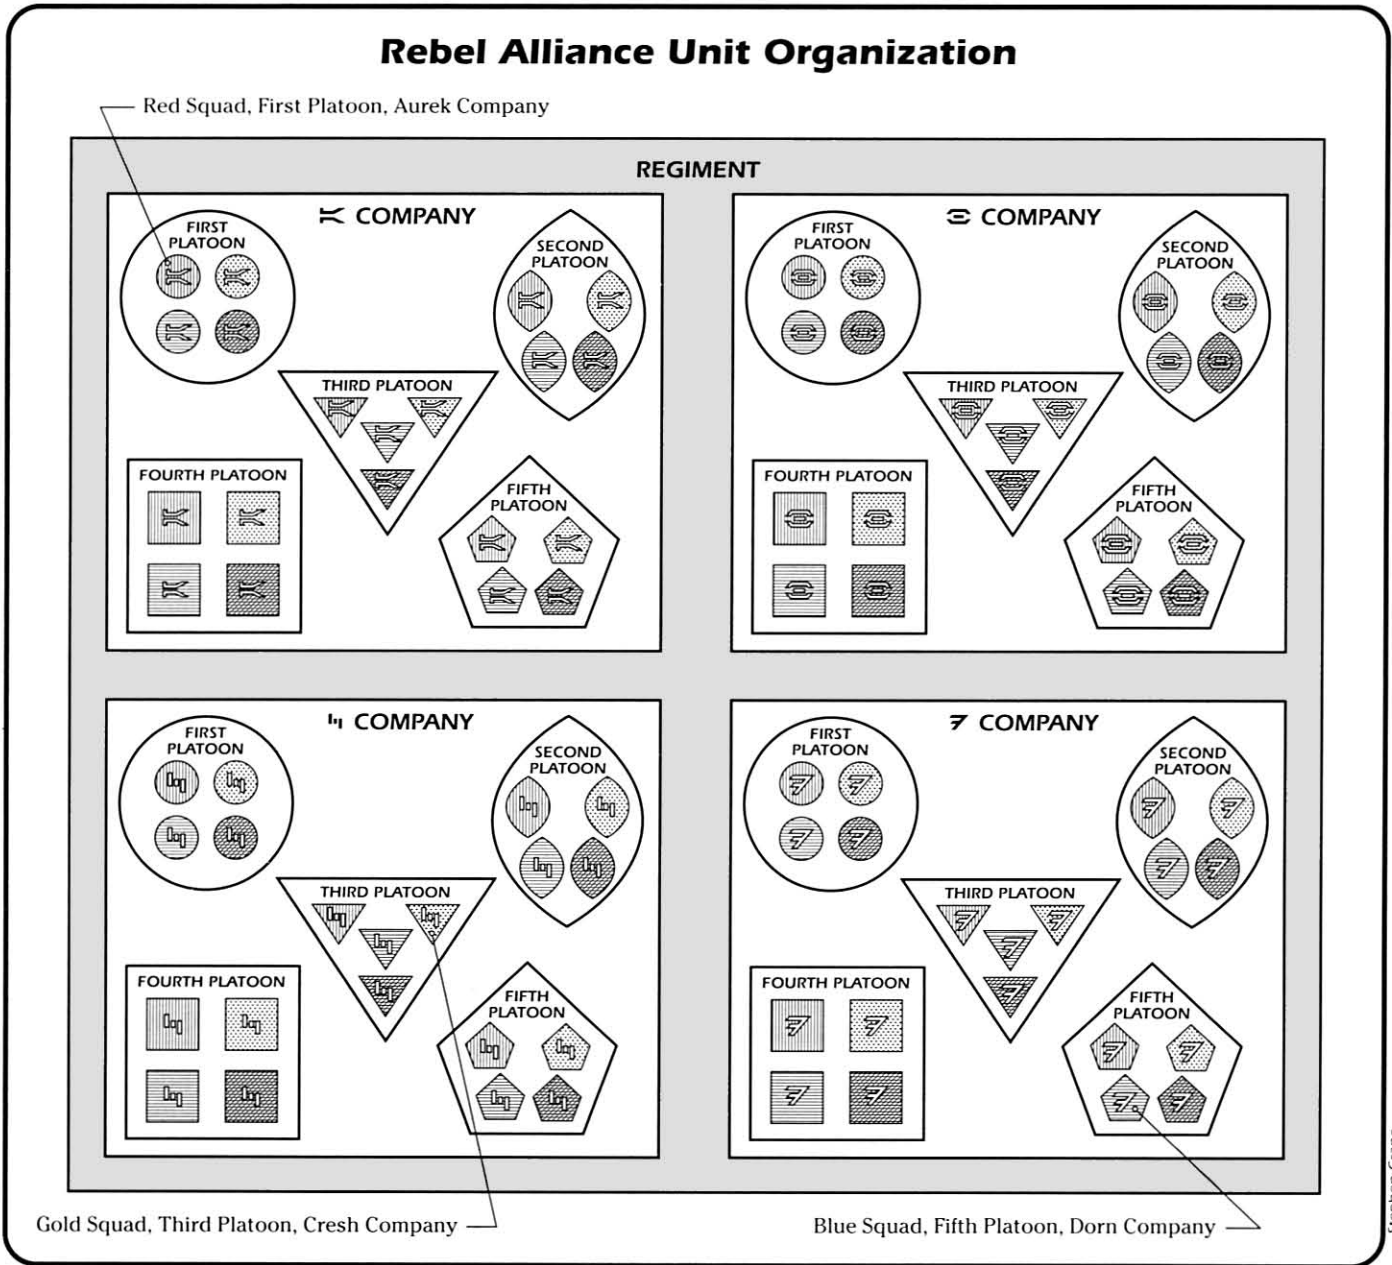 Rebel Alliance Unit Organization
Red Squad, First Platoon, Aurek Company
REGIMENT
COMPANY
FIRST
PLATOON
SECOND
PLATOON
THIRD PLATOON
FOURTH PLATOON
FIFTH
PLATOON
COMPANY
FIRST
PLATOON
SECOND
PLATOON
THIRD PLATOON
FOURTH PLATOON
FIFTH
PLATOON
COMPANY
FIRST
PLATOON
SECOND
PLATOON
THIRD PLATOON
FOURTH PLATOON
FIFTH
PLATOON
COMPANY
FIRST
PLATOON
SECOND
PLATOON
THIRD PLATOON
FOURTH PLATOON
FIFTH
PLATOON
Gold Squad, Third Platoon, Cresh Company
Blue Squad, Fifth Platoon, Dorn Company